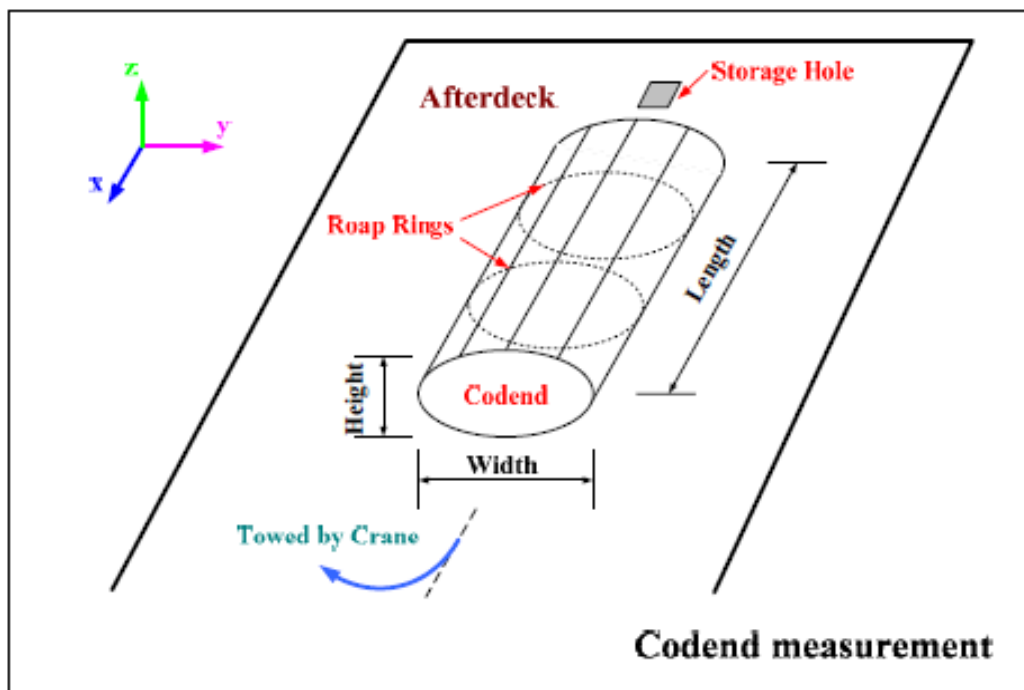 Storage Hole
Afterdeck
z
y
x
Roap Rings
Length
Height
Codend
Width
Towed by Crane
Codend measurement